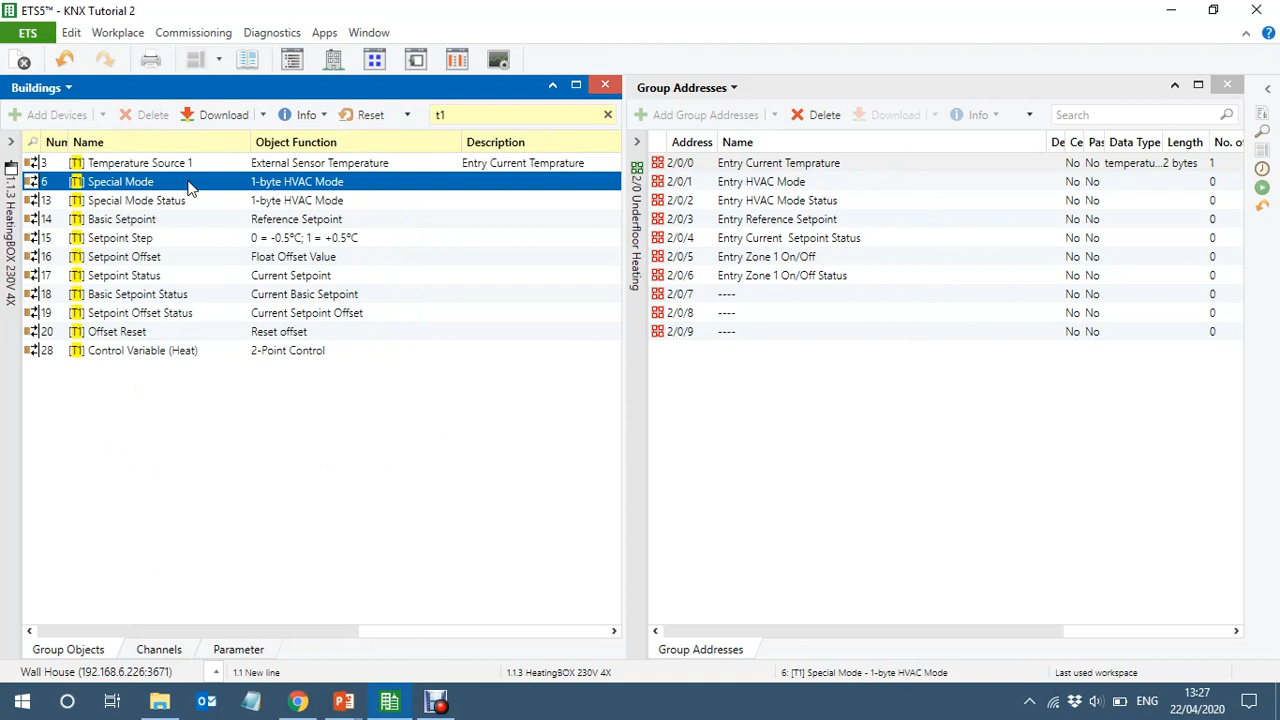 ETS5™ - KNX Tutorial 2
ETS Edit Workplace Commissioning Diagnostics Apps Window
Buildings
Group Addresses
Add Devices Delete Download Info Reset t1
Add Group Addresses Delete Download Info Search
Num Name Object Function Description
Address Name De Ce Pas Data Type Length No. of
3 [T1] Temperature Source 1 External Sensor Temperature Entry Current Temprature
6 [T1] Special Mode 1-byte HVAC Mode
13 [T1] Special Mode Status 1-byte HVAC Mode
14 [T1] Basic Setpoint Reference Setpoint
15 [T1] Setpoint Step 0 = -0.5ºC; 1 = +0.5ºC
16 [T1] Setpoint Offset Float Offset Value
17 [T1] Setpoint Status Current Setpoint
18 [T1] Basic Setpoint Status Current Basic Setpoint
19 [T1] Setpoint Offset Status Current Setpoint Offset
20 [T1] Offset Reset Reset offset
28 [T1] Control Variable (Heat) 2-Point Control
2/0/0 Entry Current Temprature No No temperatu... 2 bytes 1
2/0/1 Entry HVAC Mode No No 0
2/0/2 Entry HVAC Mode Status No No 0
2/0/3 Entry Reference Setpoint No No 0
2/0/4 Entry Current Setpoint Status No No 0
2/0/5 Entry Zone 1 On/Off No No 0
2/0/6 Entry Zone 1 On/Off Status No No 0
2/0/7 ---- No No 0
2/0/8 ---- No No 0
2/0/9 ---- No No 0
1.1.3 HeatingBOX 230V 4X
2/0 Underfloor Heating
Group Objects Channels Parameter
Group Addresses
Wall House (192.168.6.226:3671) 1.1 New line 1.1.3 HeatingBOX 230V 4X 6: [T1] Special Mode - 1-byte HVAC Mode Last used workspace
ENG
13:27
22/04/2020